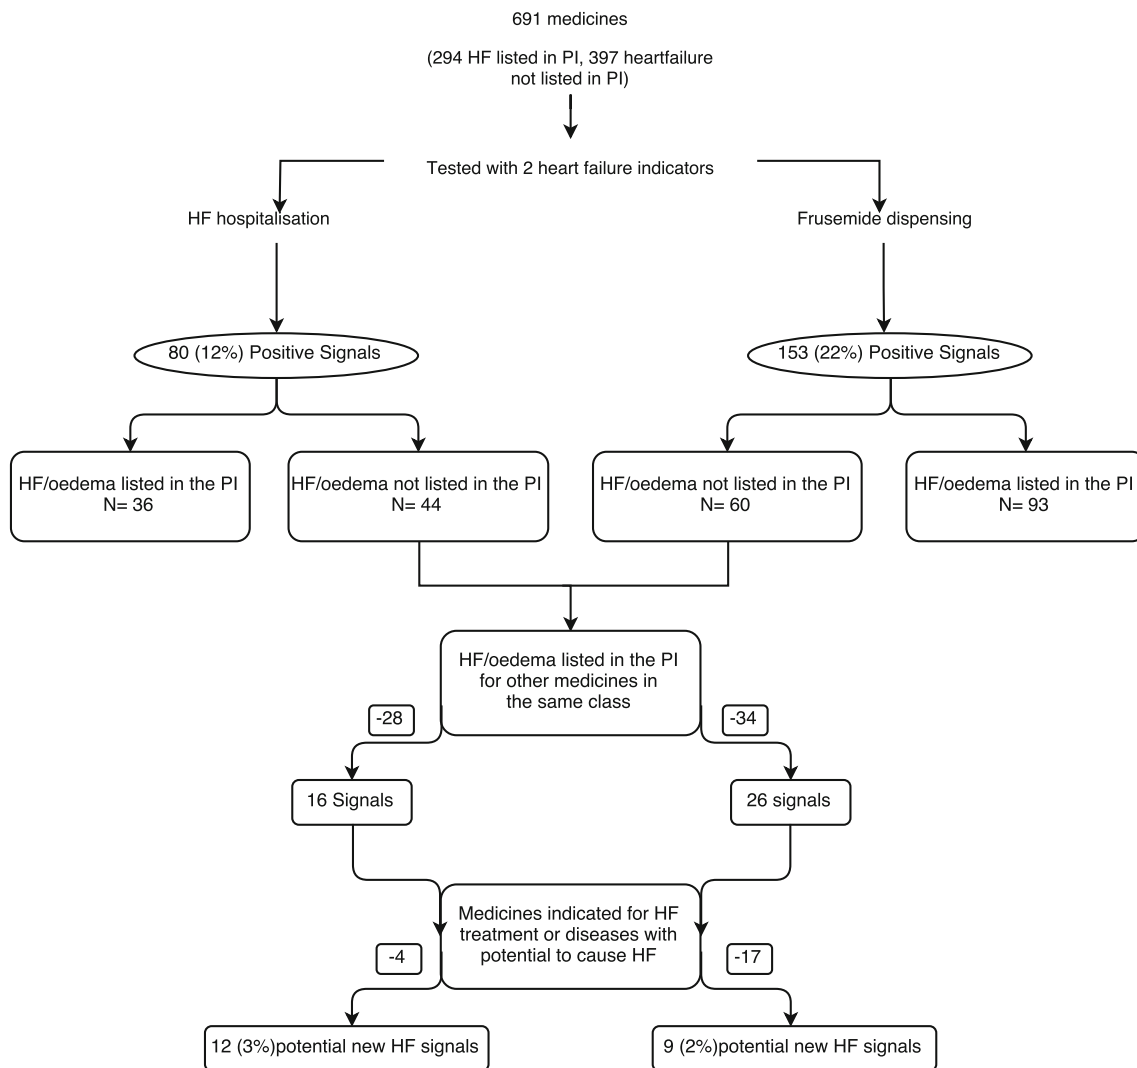 691 medicines
(294 HF listed in PI, 397 heartfailure
not listed in PI)
Tested with 2 heart failure indicators
HF hospitalisation
Frusemide dispensing
80 (12%) Positive Signals
153 (22%) Positive Signals
HF/oedema listed in the PI
N= 36
HF/oedema not listed in the PI
N= 44
HF/oedema not listed in the PI
N= 60
HF/oedema listed in the PI
N= 93
HF/oedema listed in the PI
for other medicines in
the same class
-28
-34
16 Signals
26 signals
Medicines indicated for HF
treatment or diseases with
potential to cause HF
-4
-17
12 (3%)potential new HF signals
9 (2%)potential new HF signals